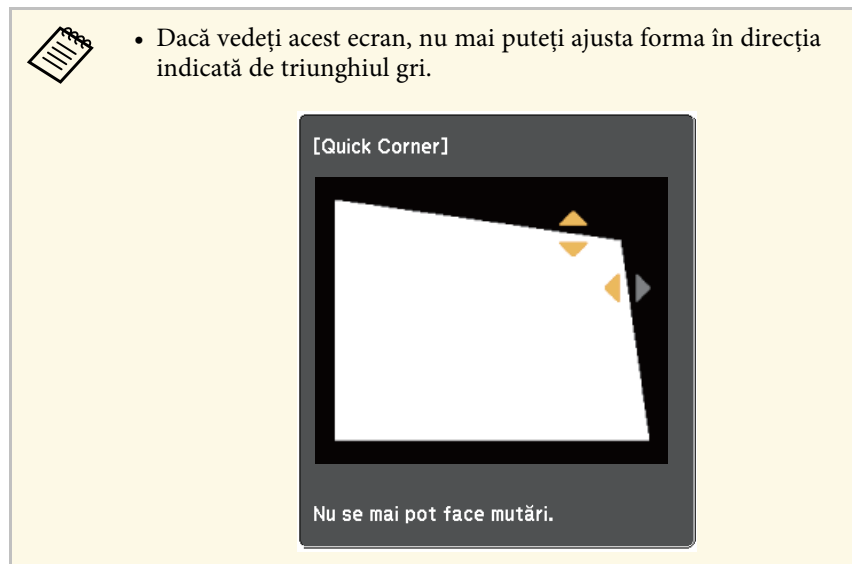 • Dacă vedeți acest ecran, nu mai puteți ajusta forma în direcția
indicată de triunghiul gri.
[Quick Corner]
Nu se mai pot face mutări.